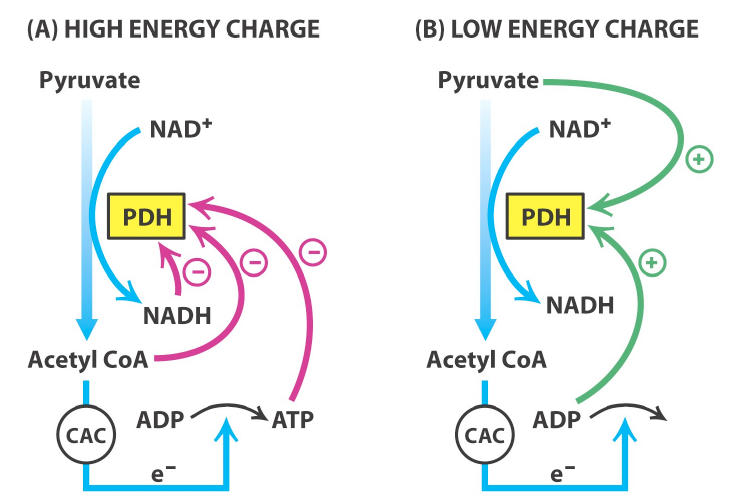 (A) HIGH ENERGY CHARGE
Pyruvate
NAD⁺
PDH
−
−
−
NADH
Acetyl CoA
ADP
ATP
CAC
e⁻
(B) LOW ENERGY CHARGE
Pyruvate
NAD⁺
+
PDH
+
NADH
Acetyl CoA
ADP
CAC
e⁻